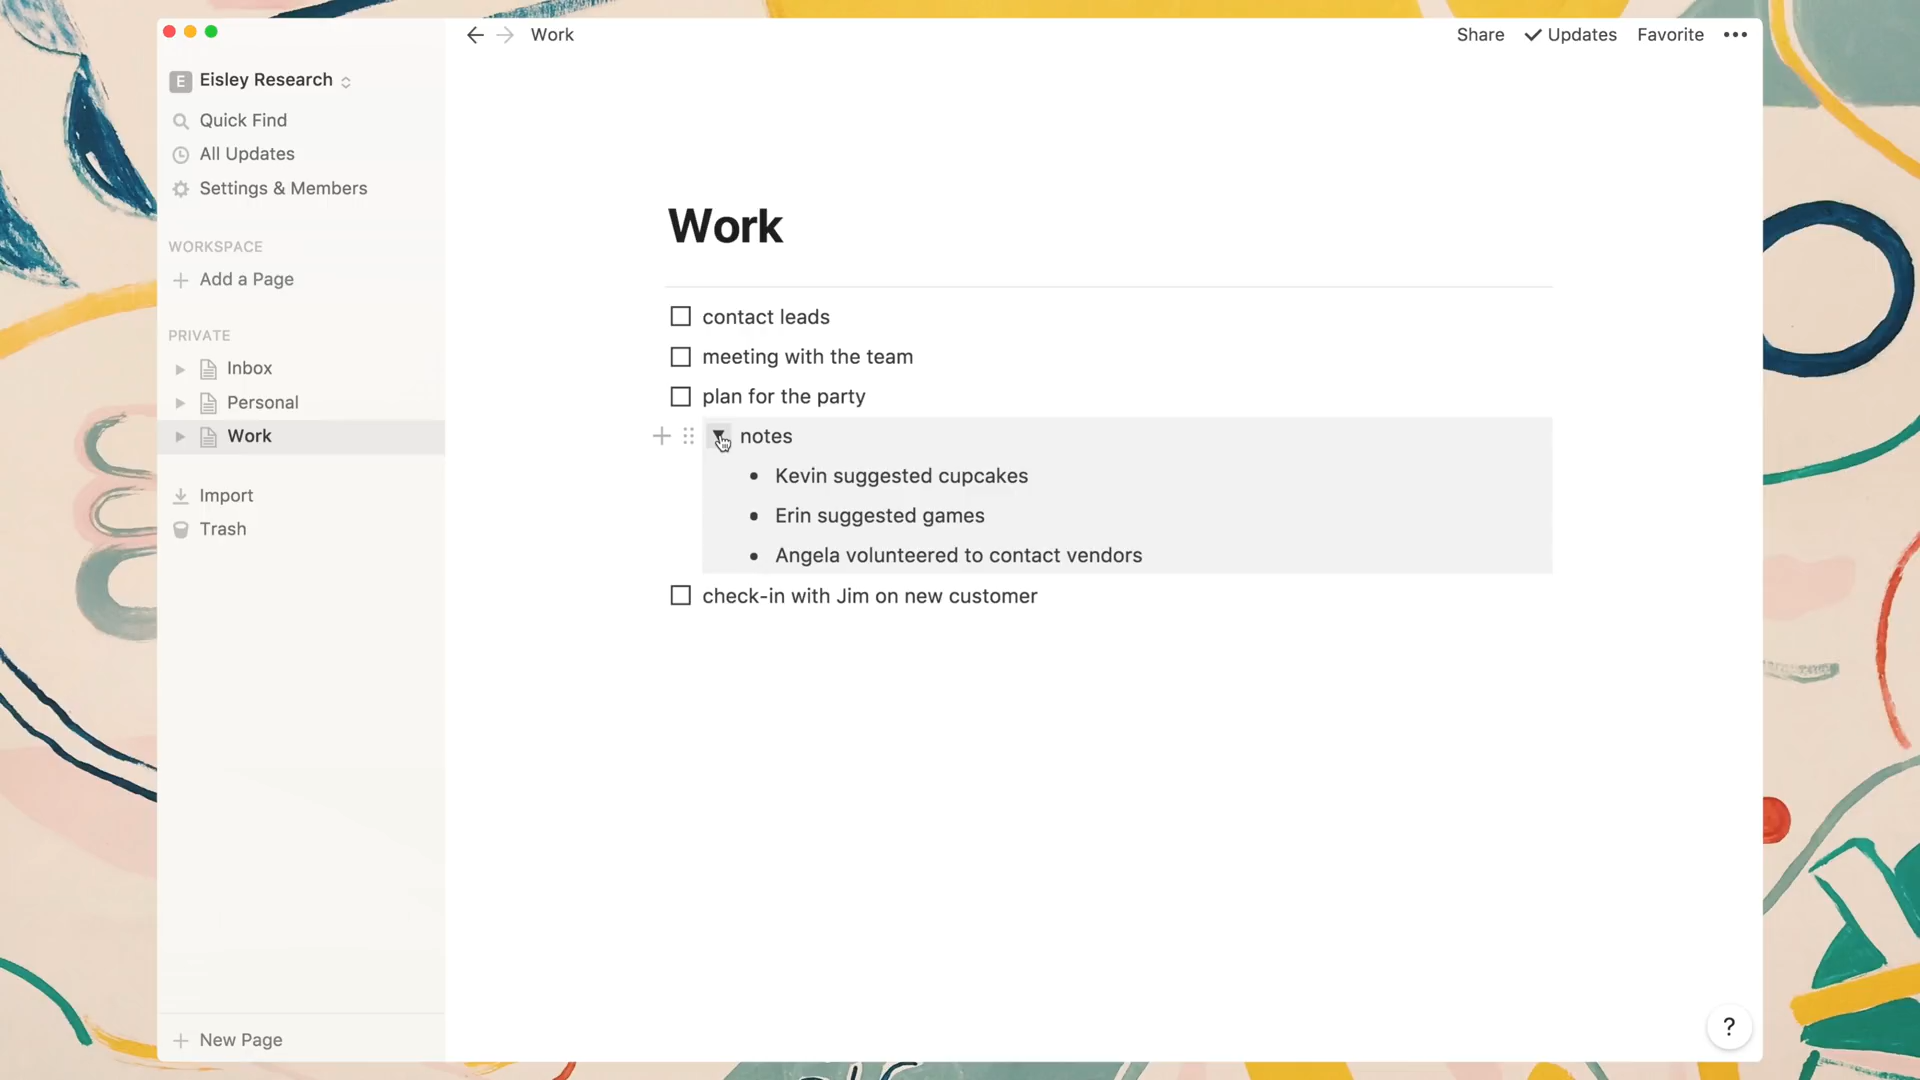 Work
Share
Updates
Favorite
E
Eisley Research
Quick Find
All Updates
Settings & Members
WORKSPACE
Add a Page
PRIVATE
Inbox
Personal
Work
Import
Trash
New Page
Work
contact leads
meeting with the team
plan for the party
notes
• Kevin suggested cupcakes
• Erin suggested games
• Angela volunteered to contact vendors
check-in with Jim on new customer
?